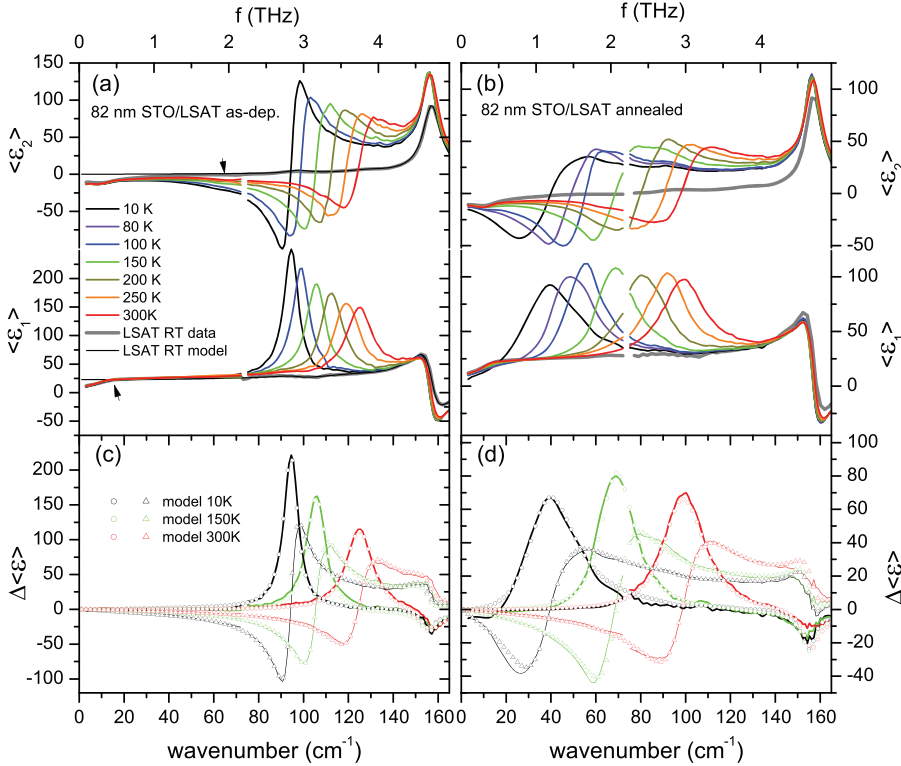 f (THz)
f (THz)
0 1 2 3 4
0 1 2 3 4
150
100
50
0
-50
<ε2>
(a)
82 nm STO/LSAT as-dep.
10 K
80 K
100 K
150 K
200 K
250 K
300K
LSAT RT data
LSAT RT model
200
150
100
50
0
-50
<ε1>
(b)
82 nm STO/LSAT annealed
100
50
0
-50
<ε2>
100
50
0
<ε1>
(c)
model 10K
model 150K
model 300K
200
150
100
50
0
-50
-100
Δ<ε>
0 20 40 60 80 100 120 140 160
wavenumber (cm-1)
(d)
80
60
40
20
0
-20
-40
Δ<ε>
0 20 40 60 80 100 120 140 160
wavenumber (cm-1)